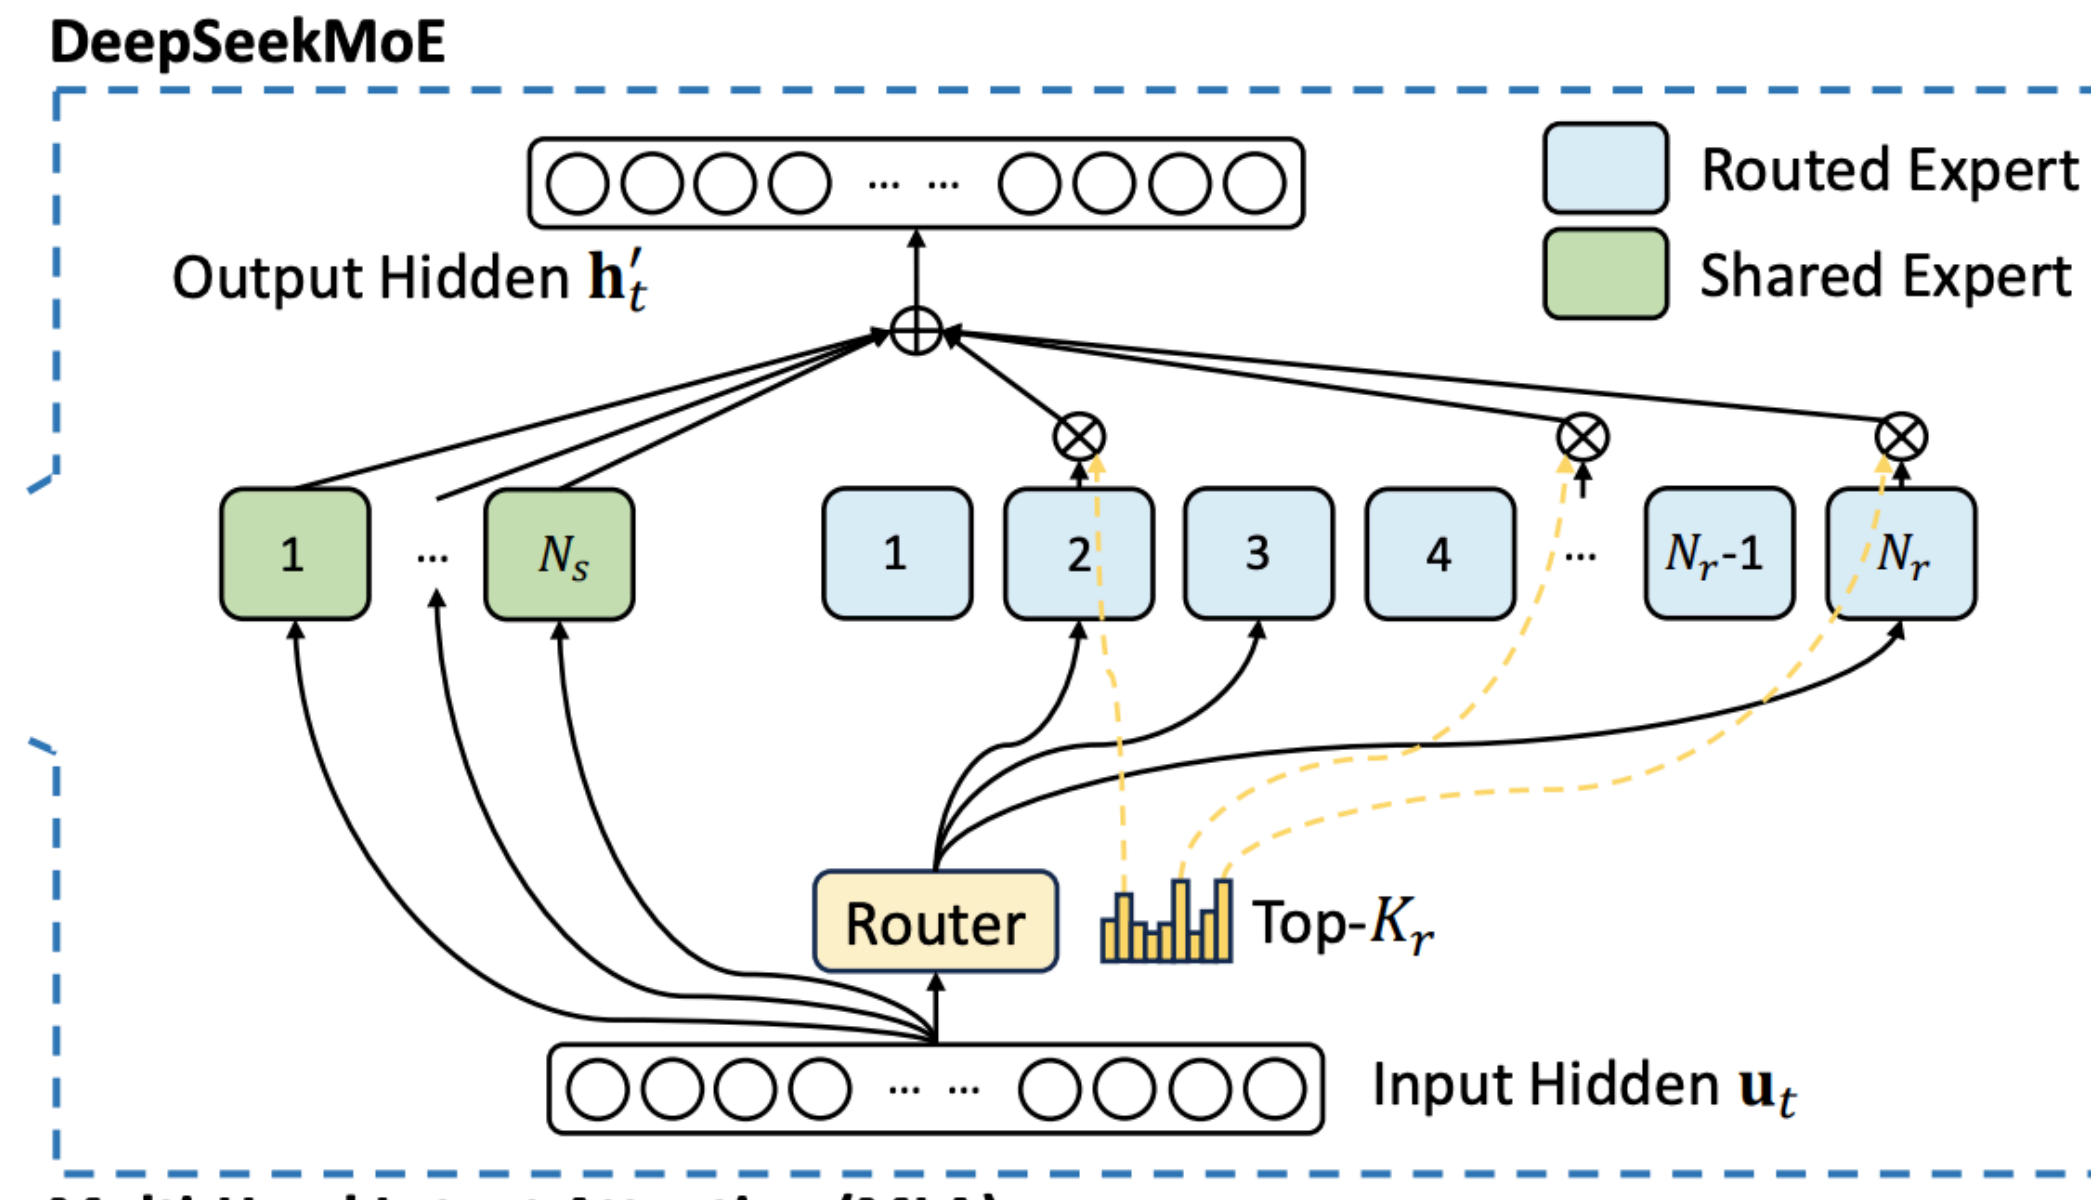 DeepSeekMoE
Routed Expert
Shared Expert
Output Hidden h′ₜ
1 ... Nₛ 1 2 3 4 ... Nᵣ-1 Nᵣ
Router
Top-Kᵣ
Input Hidden uₜ